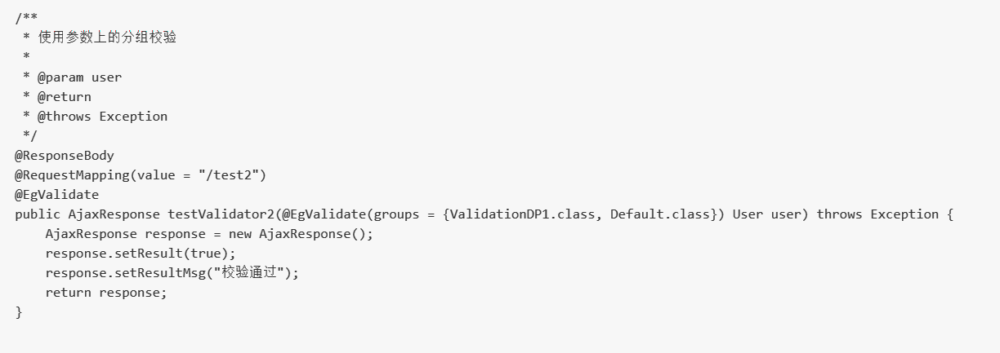 /**
 * 使用参数上的分组校验
 *
 * @param user
 * @return
 * @throws Exception
 */
@ResponseBody
@RequestMapping(value = "/test2")
@EgValidate
public AjaxResponse testValidator2(@EgValidate(groups = {ValidationDP1.class, Default.class}) User user) throws Exception {
    AjaxResponse response = new AjaxResponse();
    response.setResult(true);
    response.setResultMsg("校验通过");
    return response;
}